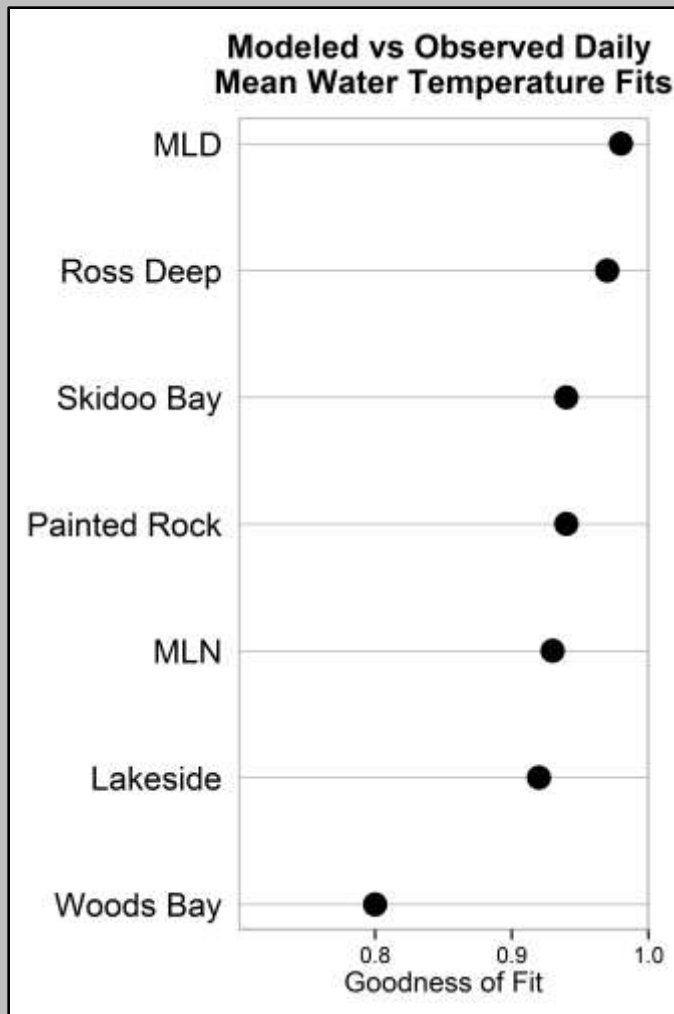 Modeled vs Observed Daily
Mean Water Temperature Fits
MLD
Ross Deep
Skidoo Bay
Painted Rock
MLN
Lakeside
Woods Bay
0.8 0.9 1.0
Goodness of Fit